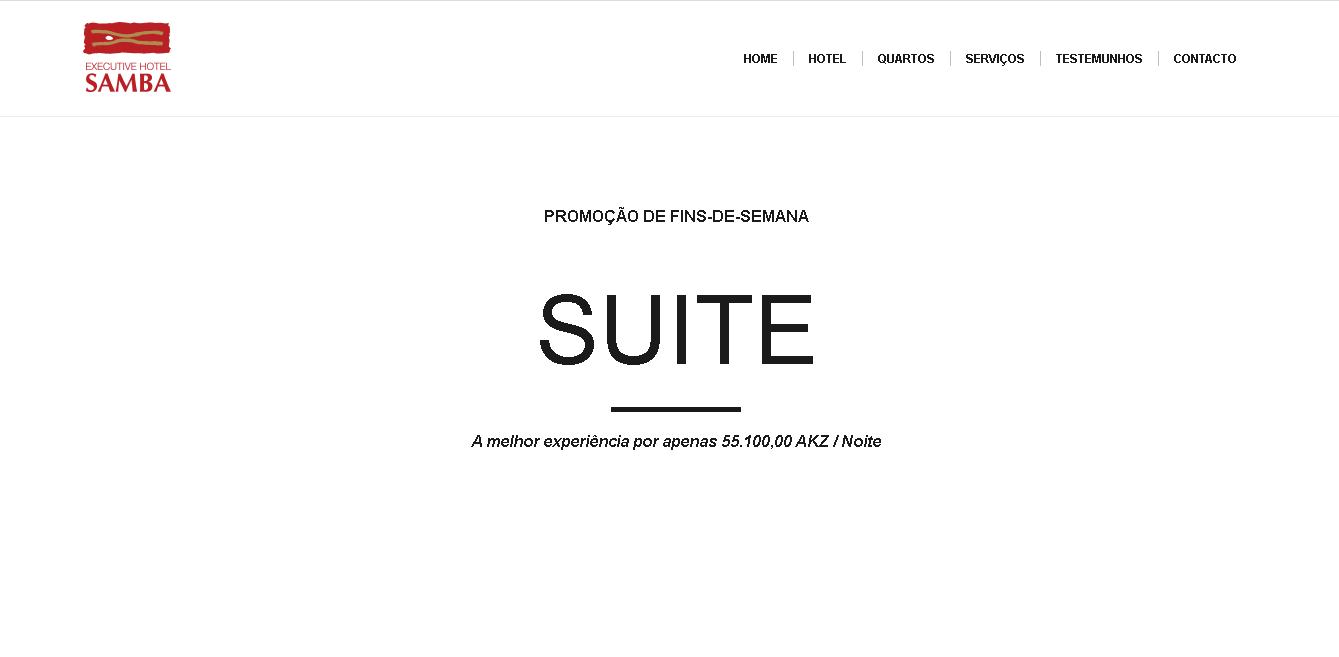 EXECUTIVE HOTEL
SAMBA
HOME
HOTEL
QUARTOS
SERVIÇOS
TESTEMUNHOS
CONTACTO
PROMOÇÃO DE FINS-DE-SEMANA
SUITE
A melhor experiência por apenas 55.100,00 AKZ / Noite